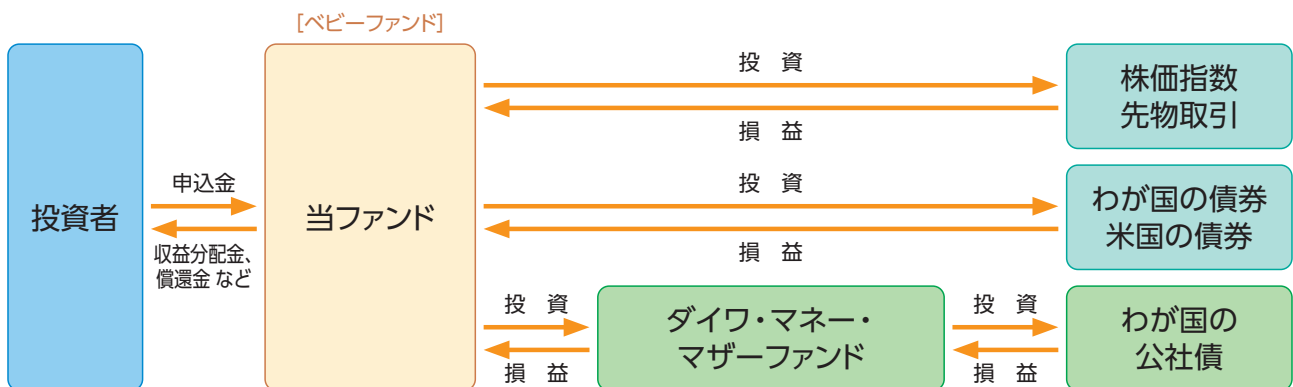 [ベビーファンド]
投資者
申込金
収益分配金、
償還金 など
当ファンド
投 資
損 益
株価指数
先物取引
投 資
損 益
わが国の債券
米国の債券
投 資
損 益
ダイワ・マネー・
マザーファンド
投 資
損 益
わが国の
公社債